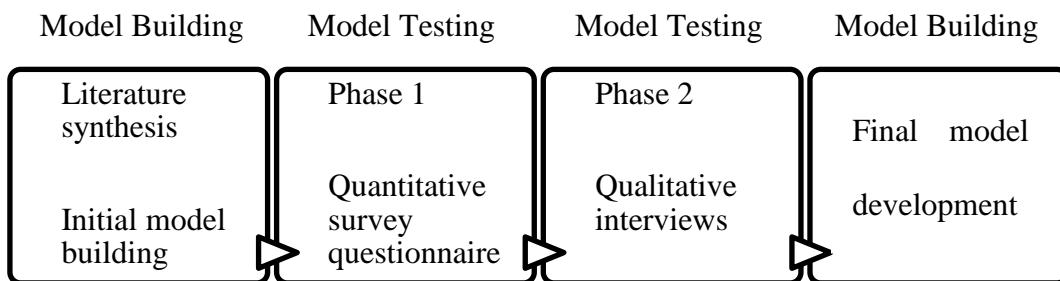 Model Building
Model Testing
Model Testing
Model Building
Literature
synthesis
Initial model
building
Phase 1
Quantitative
survey
questionnaire
Phase 2
Qualitative
interviews
Final model
development